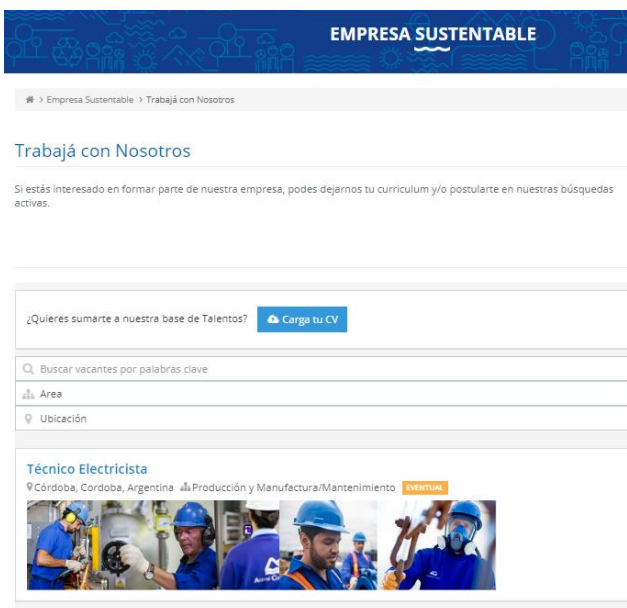 EMPRESA SUSTENTABLE
> Empresa Sustentable > Trabajá con Nosotros
Trabajá con Nosotros
Si estás interesado en formar parte de nuestra empresa, podes dejarnos tu curriculum y/o postularte en nuestras búsquedas
activas.
¿Quieres sumarte a nuestra base de Talentos? Carga tu CV
Buscar vacantes por palabras clave
Area
Ubicación
Técnico Electricista
Córdoba, Cordoba, Argentina Producción y Manufactura/Mantenimiento EVENTUAL